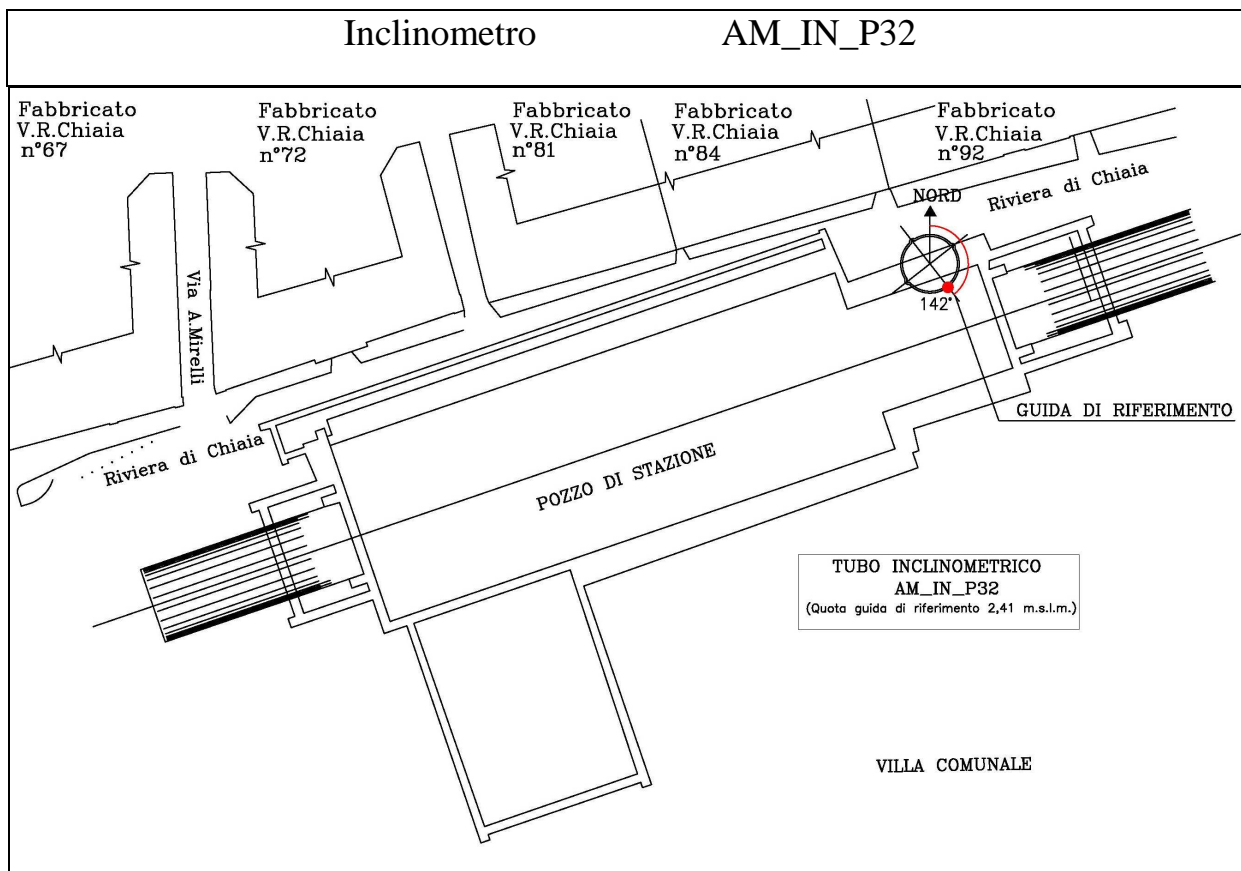 Inclinometro AM_IN_P32
Fabbricato
V.R.Chiaia
n°67
Fabbricato
V.R.Chiaia
n°72
Fabbricato
V.R.Chiaia
n°81
Fabbricato
V.R.Chiaia
n°84
Fabbricato
V.R.Chiaia
n°92
NORD
Riviera di Chiaia
142°
Via A.Mirelli
GUIDA DI RIFERIMENTO
Riviera di Chiaia
POZZO DI STAZIONE
TUBO INCLINOMETRICO
AM_IN_P32
(Quota guida di riferimento 2,41 m.s.l.m.)
VILLA COMUNALE